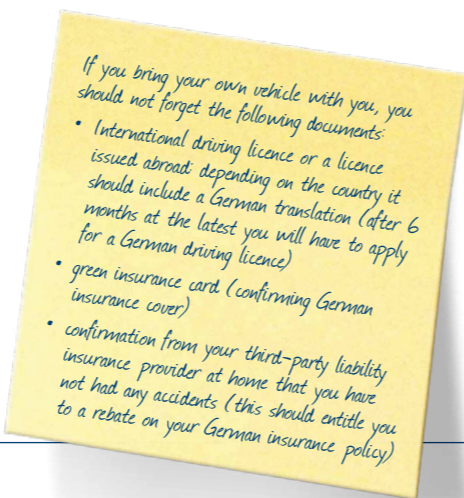 If you bring your own vehicle with you, you
should not forget the following documents:
• International driving licence or a licence
issued abroad: depending on the country it
should include a German translation (after 6
months at the latest you will have to apply
for a German driving licence)
• green insurance card (confirming German
insurance cover)
• confirmation from your third-party liability
insurance provider at home that you have
not had any accidents (this should entitle you
to a rebate on your German insurance policy)